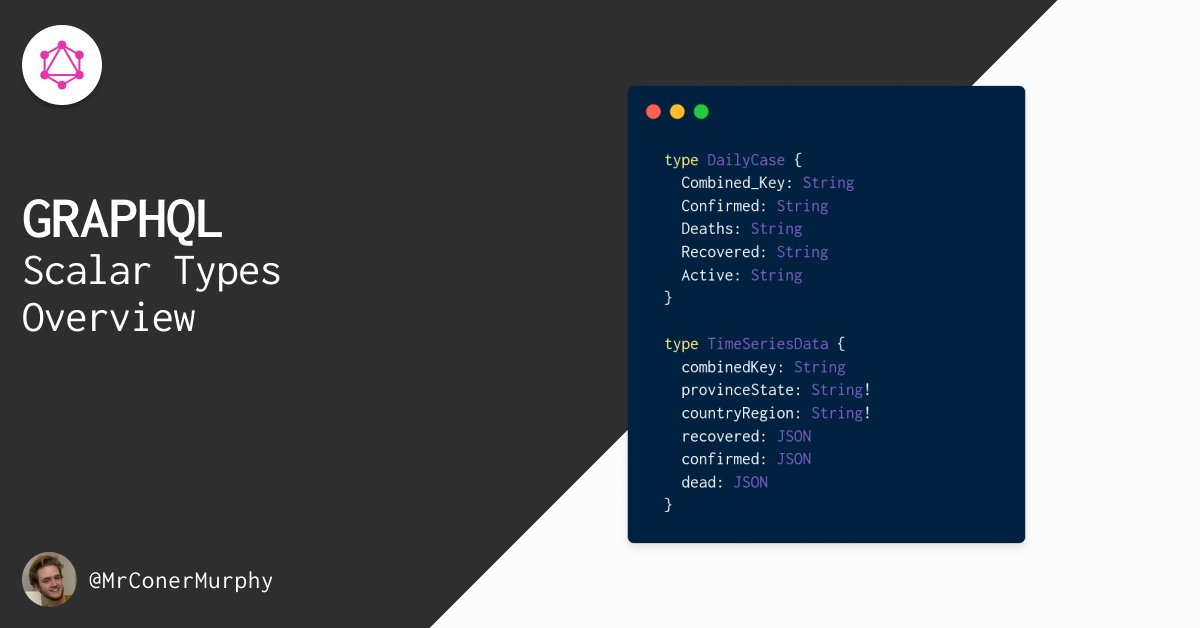 GRAPHQL
Scalar Types
Overview
type DailyCase {
  Combined_Key: String
  Confirmed: String
  Deaths: String
  Recovered: String
  Active: String
}
type TimeSeriesData {
  combinedKey: String
  provinceState: String!
  countryRegion: String!
  recovered: JSON
  confirmed: JSON
  dead: JSON
}
@MrConerMurphy